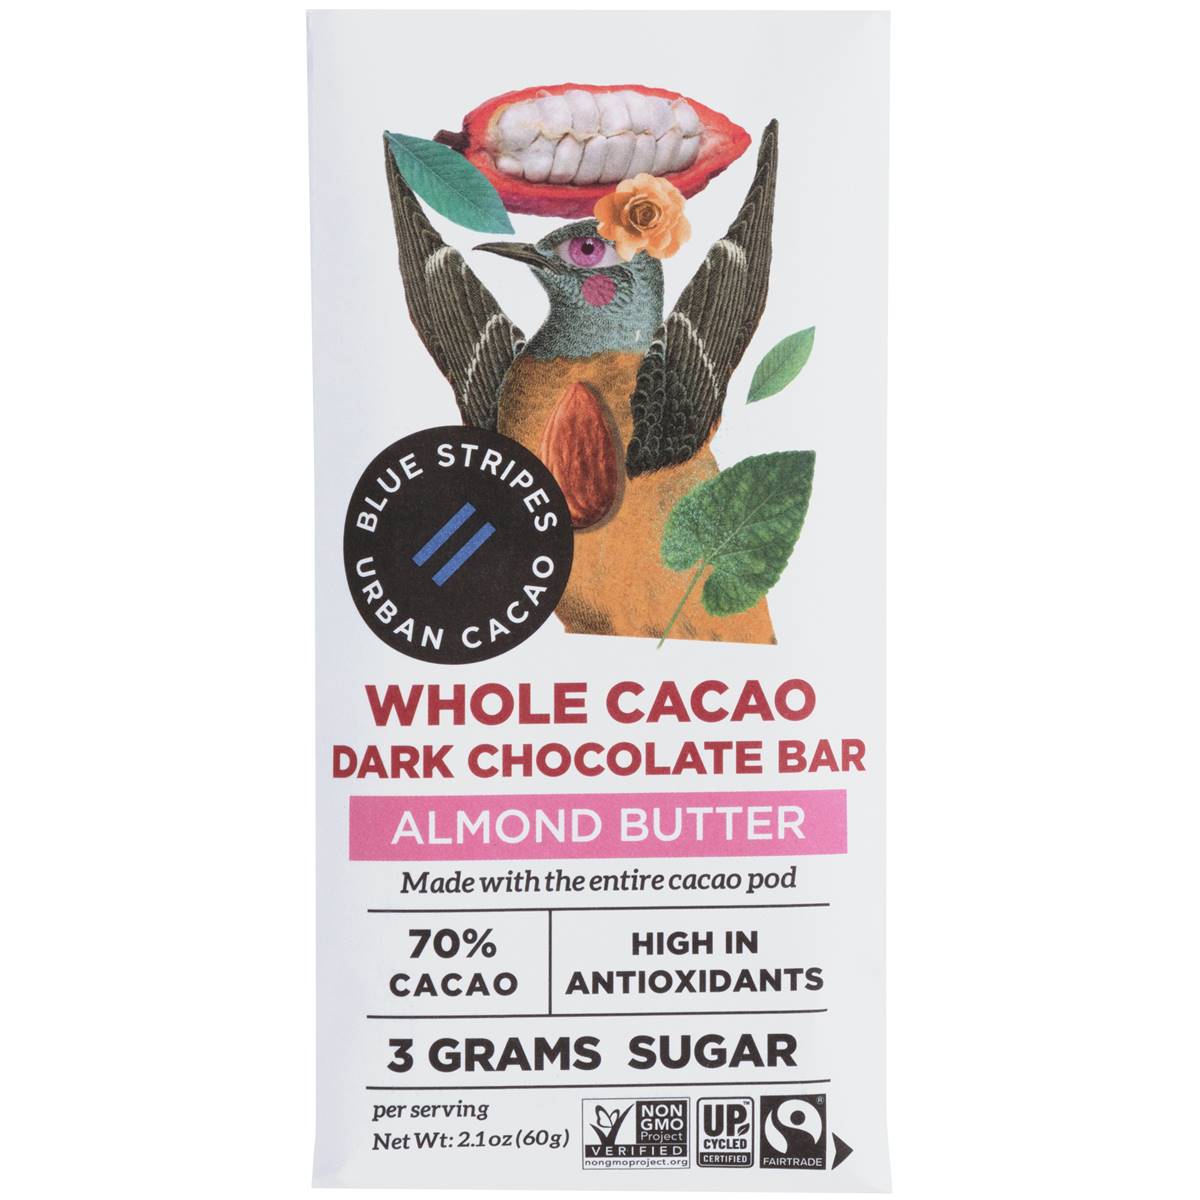 BLUE STRIPES
URBAN CACAO
WHOLE CACAO
DARK CHOCOLATE BAR
ALMOND BUTTER
Made with the entire cacao pod
70%
CACAO
HIGH IN
ANTIOXIDANTS
3 GRAMS SUGAR
per serving
Net Wt: 2.1oz (60g)
NON
GMO
Project
VERIFIED
nongmoproject.org
UP ™
CYCLED
CERTIFIED
®
FAIRTRADE